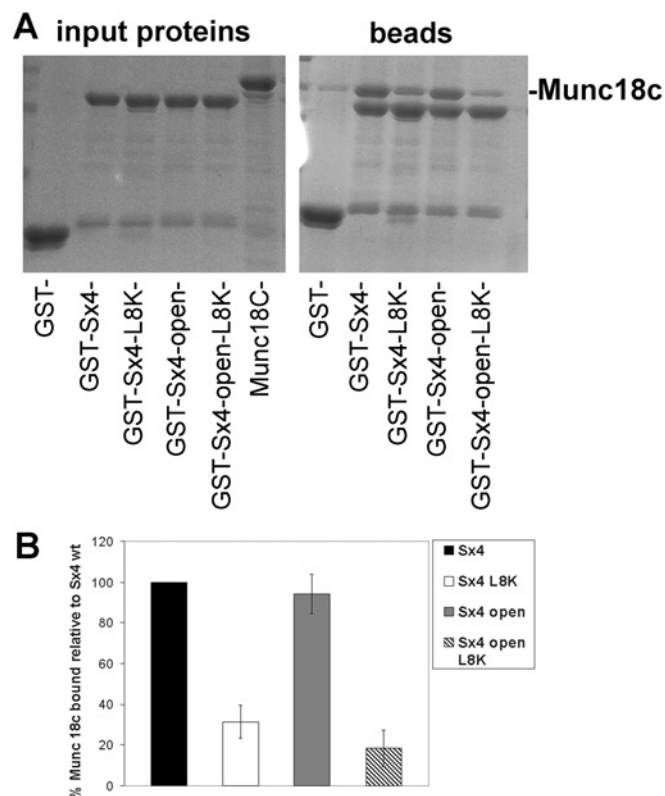 A
input proteins
beads
-Munc18c
GST-
GST-Sx4-
GST-Sx4-L8K-
GST-Sx4-open-
GST-Sx4-open-L8K-
Munc18C-
GST-
GST-Sx4-
GST-Sx4-L8K-
GST-Sx4-open-
GST-Sx4-open-L8K-
B
% Munc 18c bound relative to Sx4 wt
120
100
80
60
40
20
0
Sx4
Sx4 L8K
Sx4 open
Sx4 open
L8K